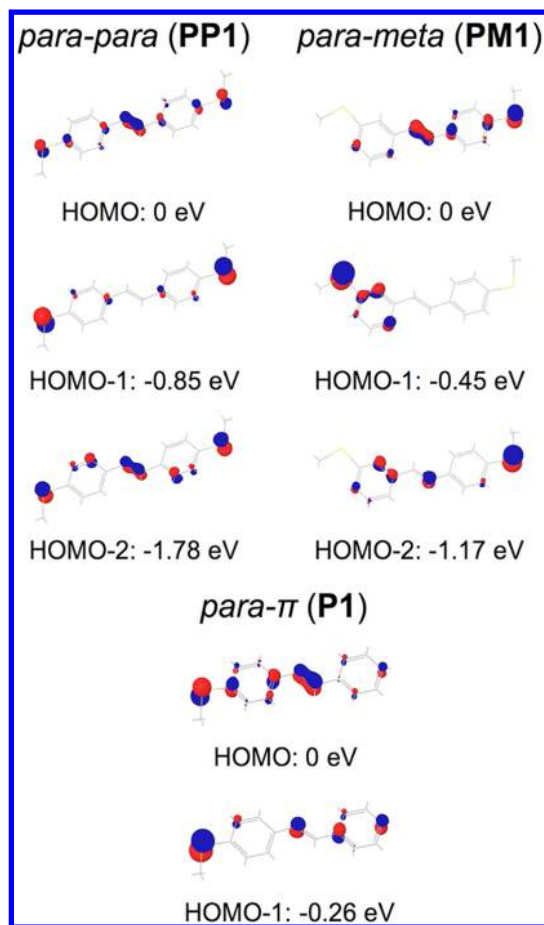 para-para (PP1)
HOMO: 0 eV
HOMO-1: -0.85 eV
HOMO-2: -1.78 eV
para-meta (PM1)
HOMO: 0 eV
HOMO-1: -0.45 eV
HOMO-2: -1.17 eV
para-π (P1)
HOMO: 0 eV
HOMO-1: -0.26 eV